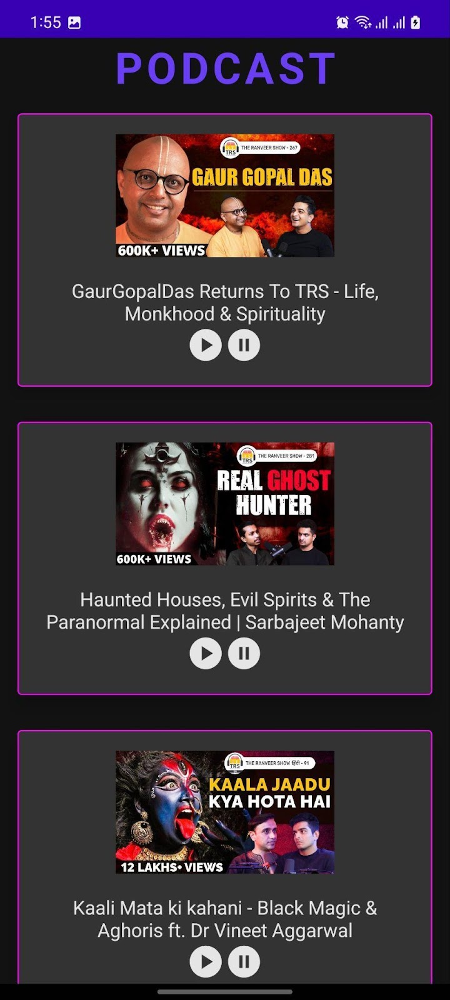 1:55
PODCAST
TRS
THE RANVEER SHOW - 267
GAUR GOPAL DAS
600K+ VIEWS
GaurGopalDas Returns To TRS - Life,
Monkhood & Spirituality
TRS
THE RANVEER SHOW - 281
REAL GHOST
HUNTER
600K+ VIEWS
Haunted Houses, Evil Spirits & The
Paranormal Explained | Sarbajeet Mohanty
TRS
THE RANVEER SHOW हिंदी - 91
KAALA JAADU
KYA HOTA HAI
12 LAKHS+ VIEWS
Kaali Mata ki kahani - Black Magic &
Aghoris ft. Dr Vineet Aggarwal